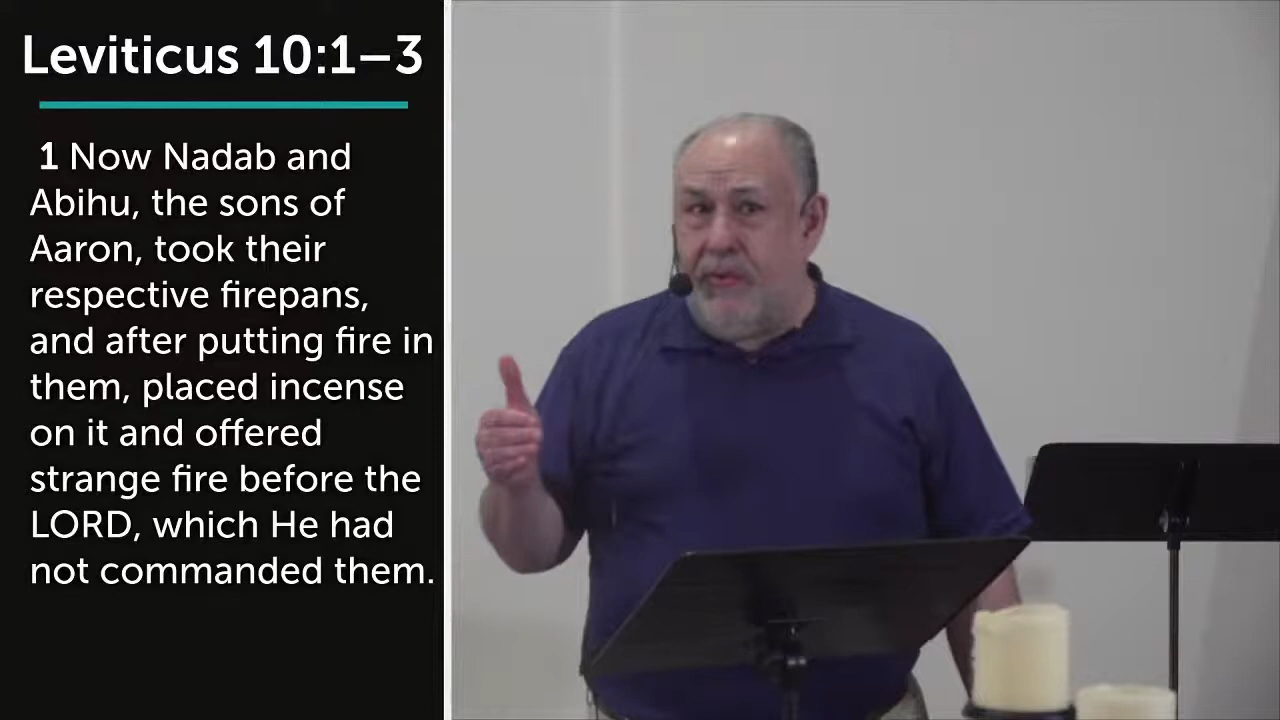 Leviticus 10:1–3
1 Now Nadab and
Abihu, the sons of
Aaron, took their
respective firepans,
and after putting fire in
them, placed incense
on it and offered
strange fire before the
LORD, which He had
not commanded them.